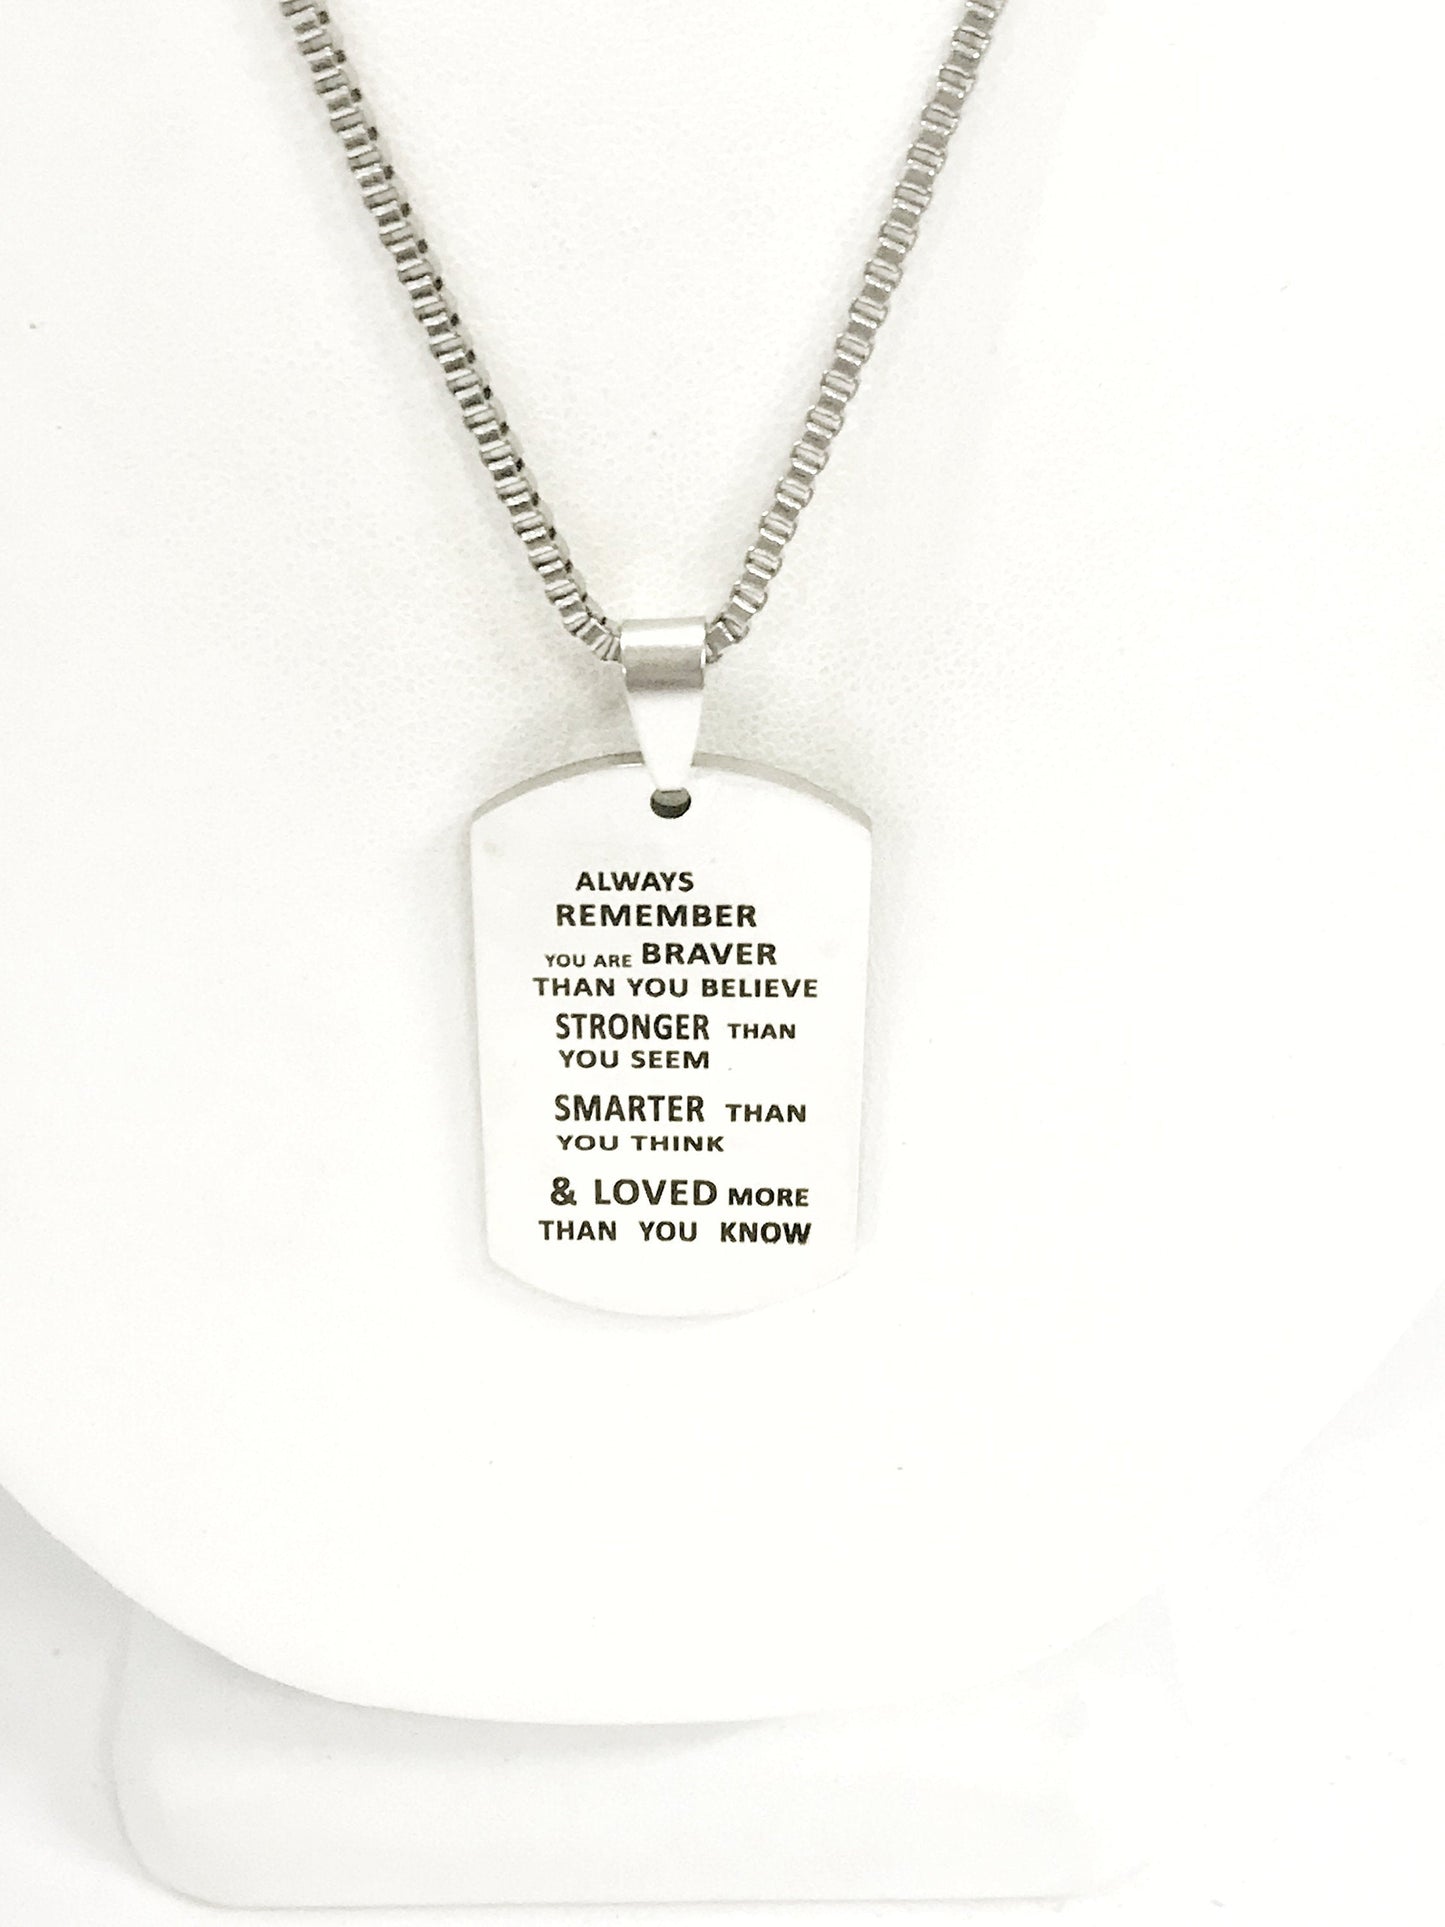 ALWAYS
REMEMBER
YOU ARE BRAVER
THAN YOU BELIEVE
STRONGER THAN
YOU SEEM
SMARTER THAN
YOU THINK
& LOVED MORE
THAN YOU KNOW